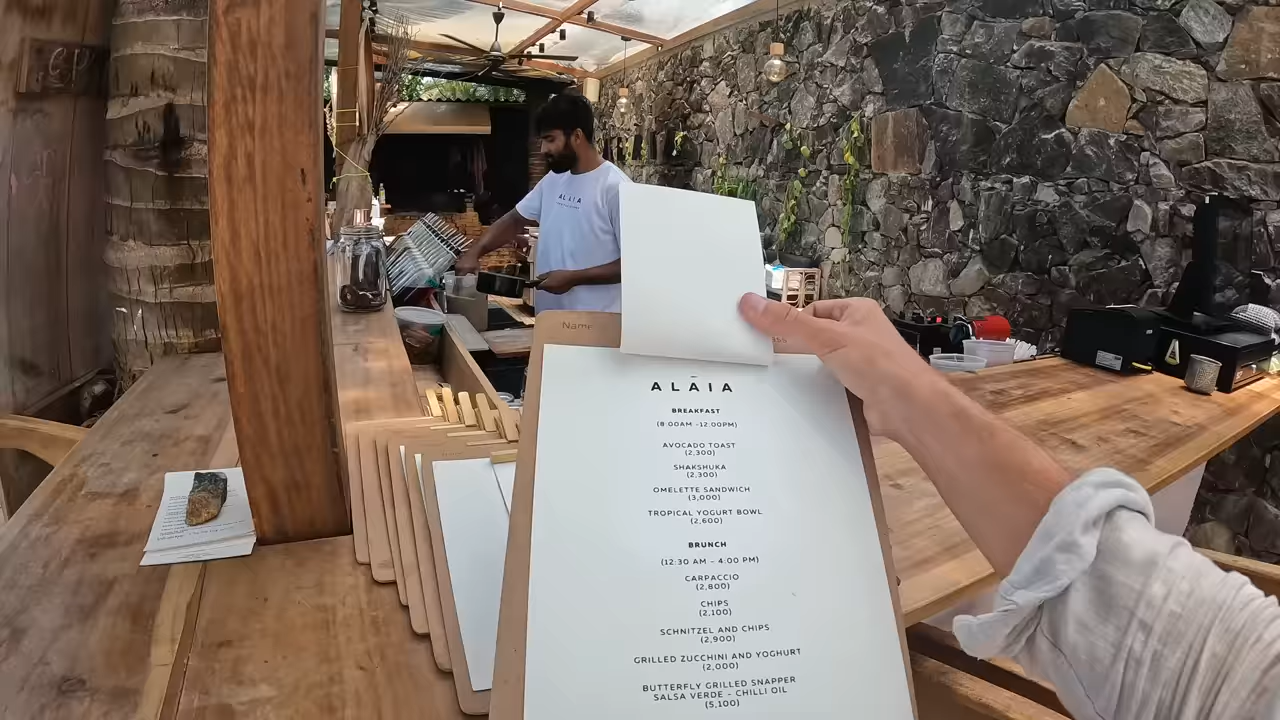 ALĀIA
BREAKFAST
(8:00AM -12:00PM)
AVOCADO TOAST
(2,300)
SHAKSHUKA
(2,300)
OMELETTE SANDWICH
(3,000)
TROPICAL YOGURT BOWL
(2,600)
BRUNCH
(12:30 AM – 4:00 PM)
CARPACCIO
(2,800)
CHIPS
(2,100)
SCHNITZEL AND CHIPS
(2,900)
GRILLED ZUCCHINI AND YOGHURT
(2,000)
BUTTERFLY GRILLED SNAPPER
SALSA VERDE - CHILLI OIL
(5,100)
Name
ALĀIA